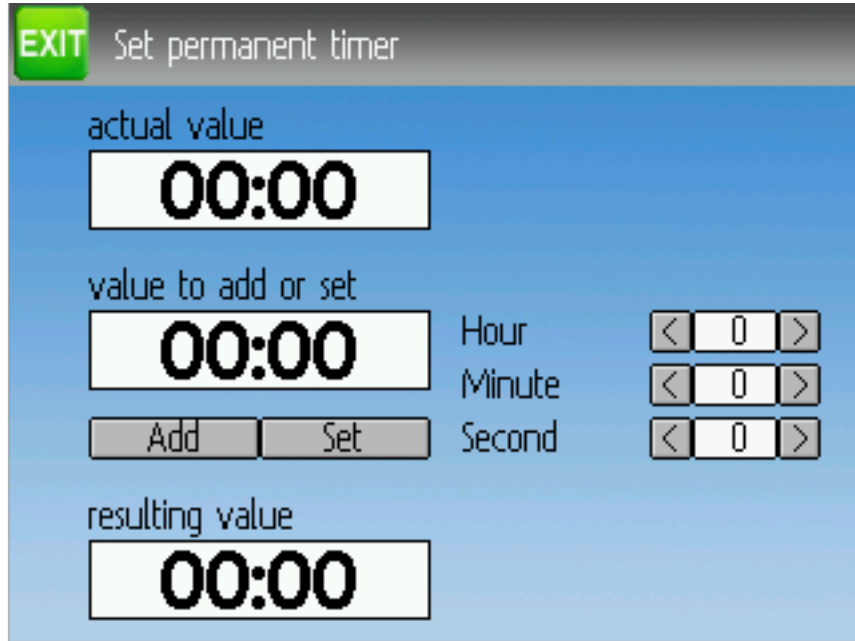 EXIT Set permanent timer
actual value
00:00
value to add or set
00:00
Hour < 0 >
Minute < 0 >
Add Set Second < 0 >
resulting value
00:00